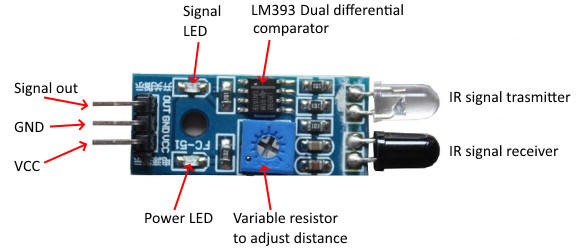 Signal
LED
LM393 Dual differential
comparator
Signal out
GND
VCC
OUT GND VCC
FC-51
IR signal trasmitter
IR signal receiver
Power LED
Variable resistor
to adjust distance